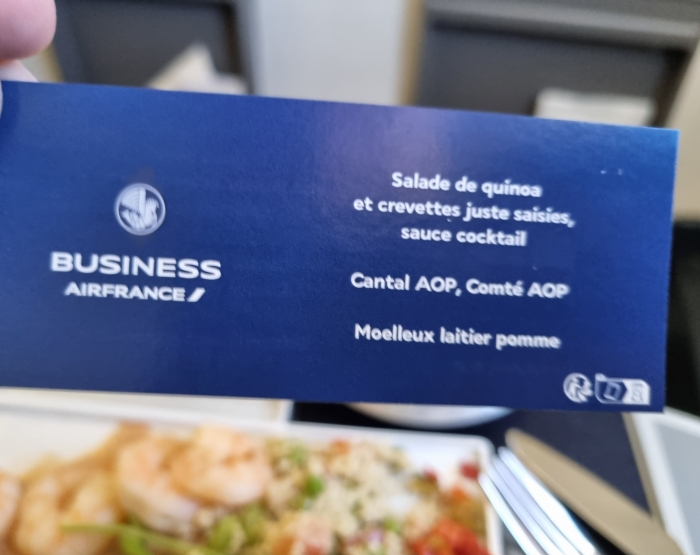 BUSINESS
AIRFRANCE
Salade de quinoa
et crevettes juste saisies,
sauce cocktail
Cantal AOP, Comté AOP
Moelleux laitier pomme